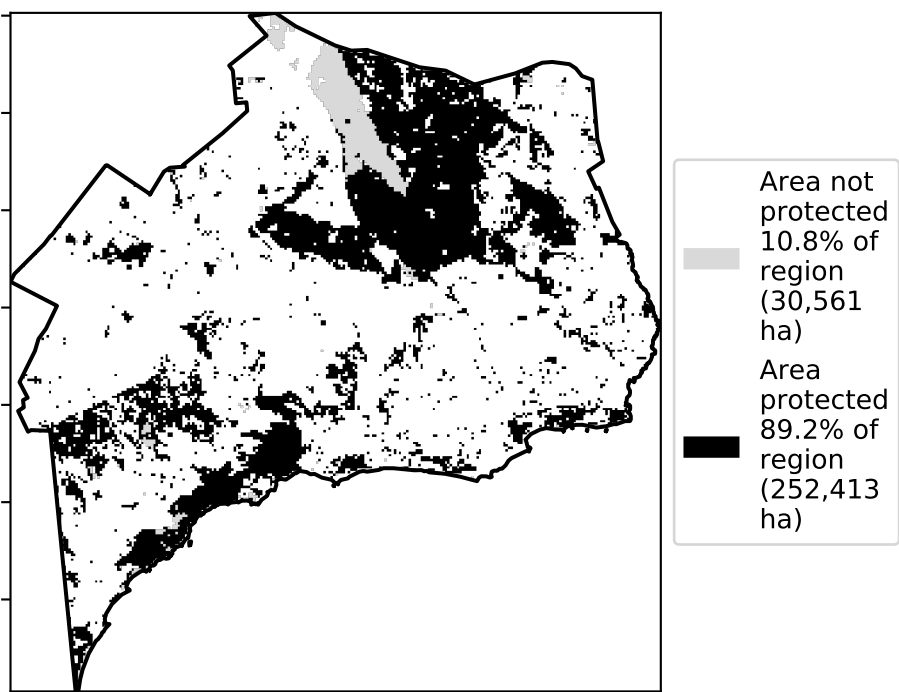 Area not
protected
10.8% of
region
(30,561
ha)
Area
protected
89.2% of
region
(252,413
ha)